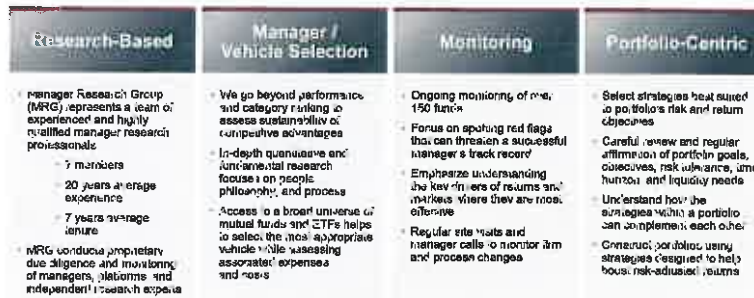 Research-Based
Manager Research Group
(MRG) represents a team of
experienced and highly
qualified manager research
professionals
7 members
20 years average
experience
7 years average
tenure
MRG conducts proprietary
due diligence and monitoring
of managers, platforms and
independent research experts
Manager /
Vehicle Selection
We go beyond performance
and category ranking to
assess sustainability of
competitive advantages
In-depth quantitative and
fundamental research
focuses on people
philosophy, and process
Access to a broad universe of
mutual funds and ETFs helps
to select the most appropriate
vehicle while assessing
associated expenses
and costs
Monitoring
Ongoing monitoring of over
150 funds
Focus on spotting red flags
that can threaten a successful
manager's track record
Emphasize understanding
the key drivers of returns and
markets where they are most
effective
Regular site visits and
manager calls to monitor firm
and process changes
Portfolio-Centric
Select strategies best suited
to portfolio's risk and return
objectives
Careful review and regular
affirmation of portfolio goals,
objectives, risk tolerance, time
horizon and liquidity needs
Understand how the
strategies within a portfolio
can complement each other
Construct portfolios using
strategies designed to help
boost risk-adjusted returns